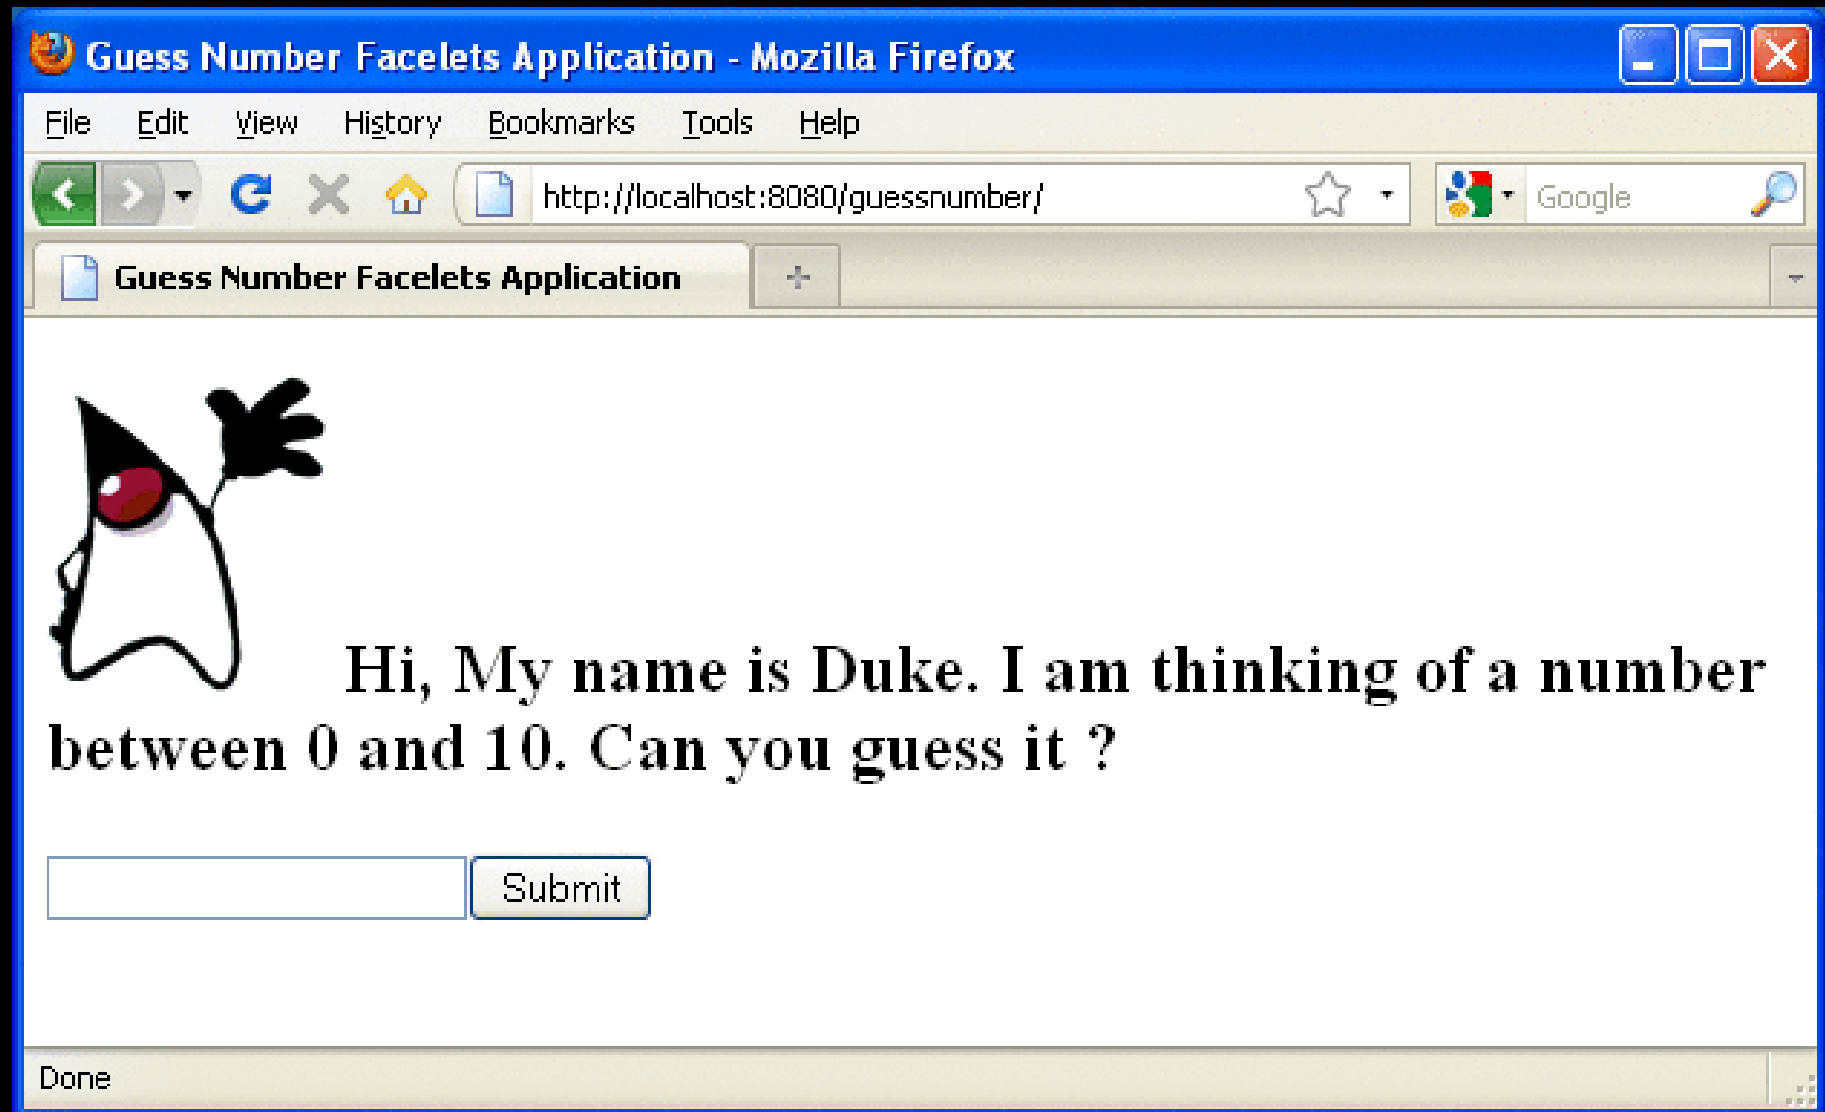 Guess Number Facelets Application - Mozilla Firefox
File Edit View History Bookmarks Tools Help
http://localhost:8080/guessnumber/ Google
Guess Number Facelets Application
Hi, My name is Duke. I am thinking of a number
between 0 and 10. Can you guess it ?
Submit
Done